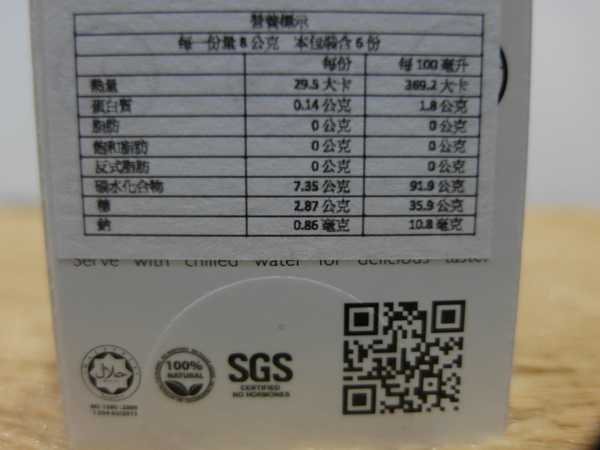 營養標示
每一份量 8 公克 本包裝含 6 份
每份 每 100 毫升
熱量 29.5 大卡 369.2 大卡
蛋白質 0.14 公克 1.8 公克
脂肪 0 公克 0 公克
飽和脂肪 0 公克 0 公克
反式脂肪 0 公克 0 公克
碳水化合物 7.35 公克 91.9 公克
糖 2.87 公克 35.9 公克
鈉 0.86 毫克 10.8 毫克
Serve with chilled water for delicious taste.
100%
NATURAL
SGS
CERTIFIED
NO HORMONES